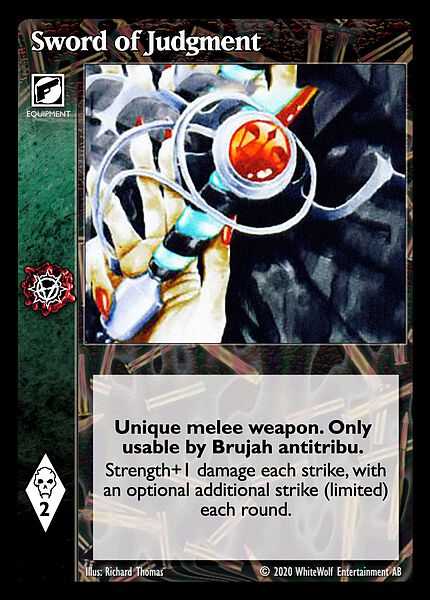 Sword of Judgment
EQUIPMENT
Unique melee weapon. Only
usable by Brujah antitribu.
Strength+1 damage each strike, with
an optional additional strike (limited)
each round.
2
Illus: Richard Thomas
© 2020 WhiteWolf Entertainment AB